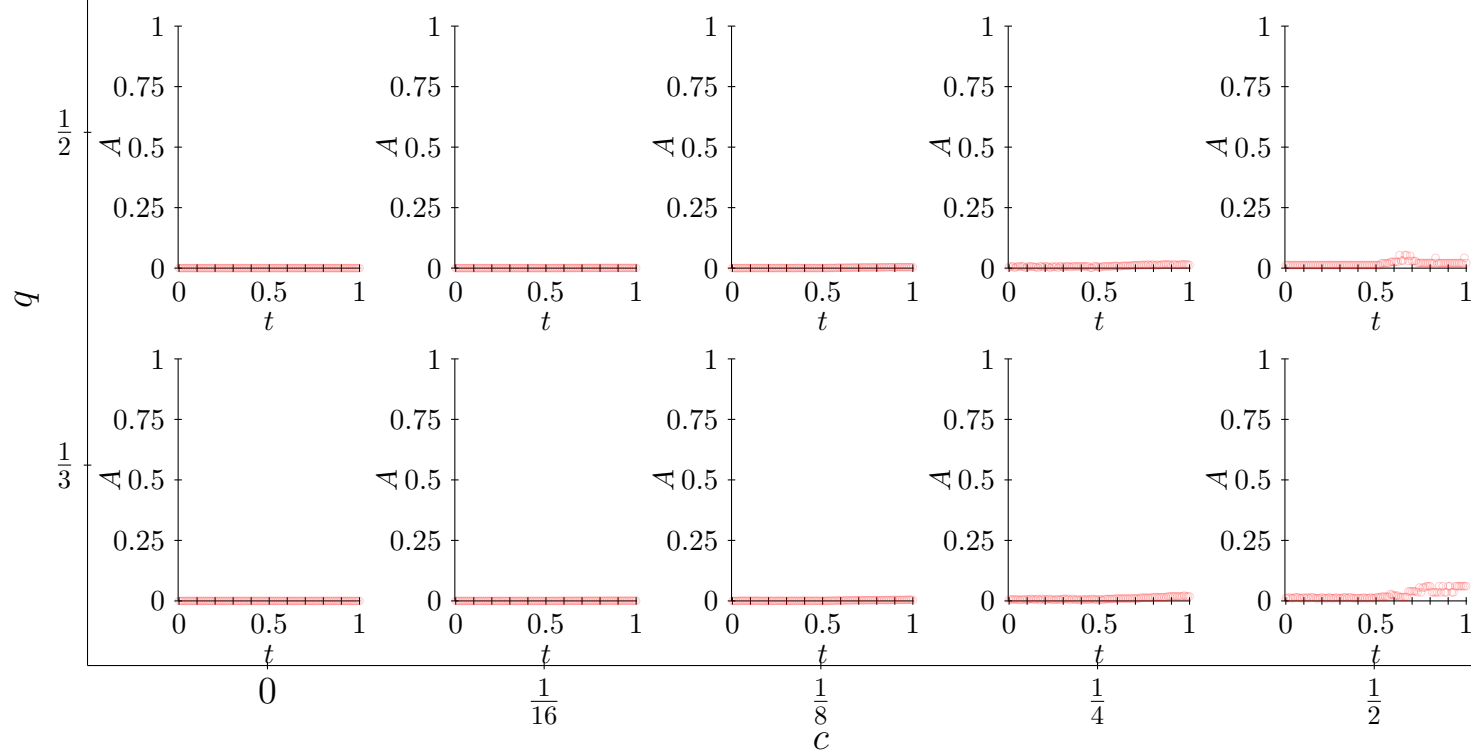 1 1 1 1 1
0.75 0.75 0.75 0.75 0.75
1/2 A 0.5 A 0.5 A 0.5 A 0.5 A 0.5
0.25 0.25 0.25 0.25 0.25
0 0 0 0 0
0 0.5 1 0 0.5 1 0 0.5 1 0 0.5 1 0 0.5 1
q
t t t t t
1 1 1 1 1
0.75 0.75 0.75 0.75 0.75
1/3 A 0.5 A 0.5 A 0.5 A 0.5 A 0.5
0.25 0.25 0.25 0.25 0.25
0 0 0 0 0
0 0.5 1 0 0.5 1 0 0.5 1 0 0.5 1 0 0.5 1
t t t t t
0 1/16 1/8 1/4 1/2
c